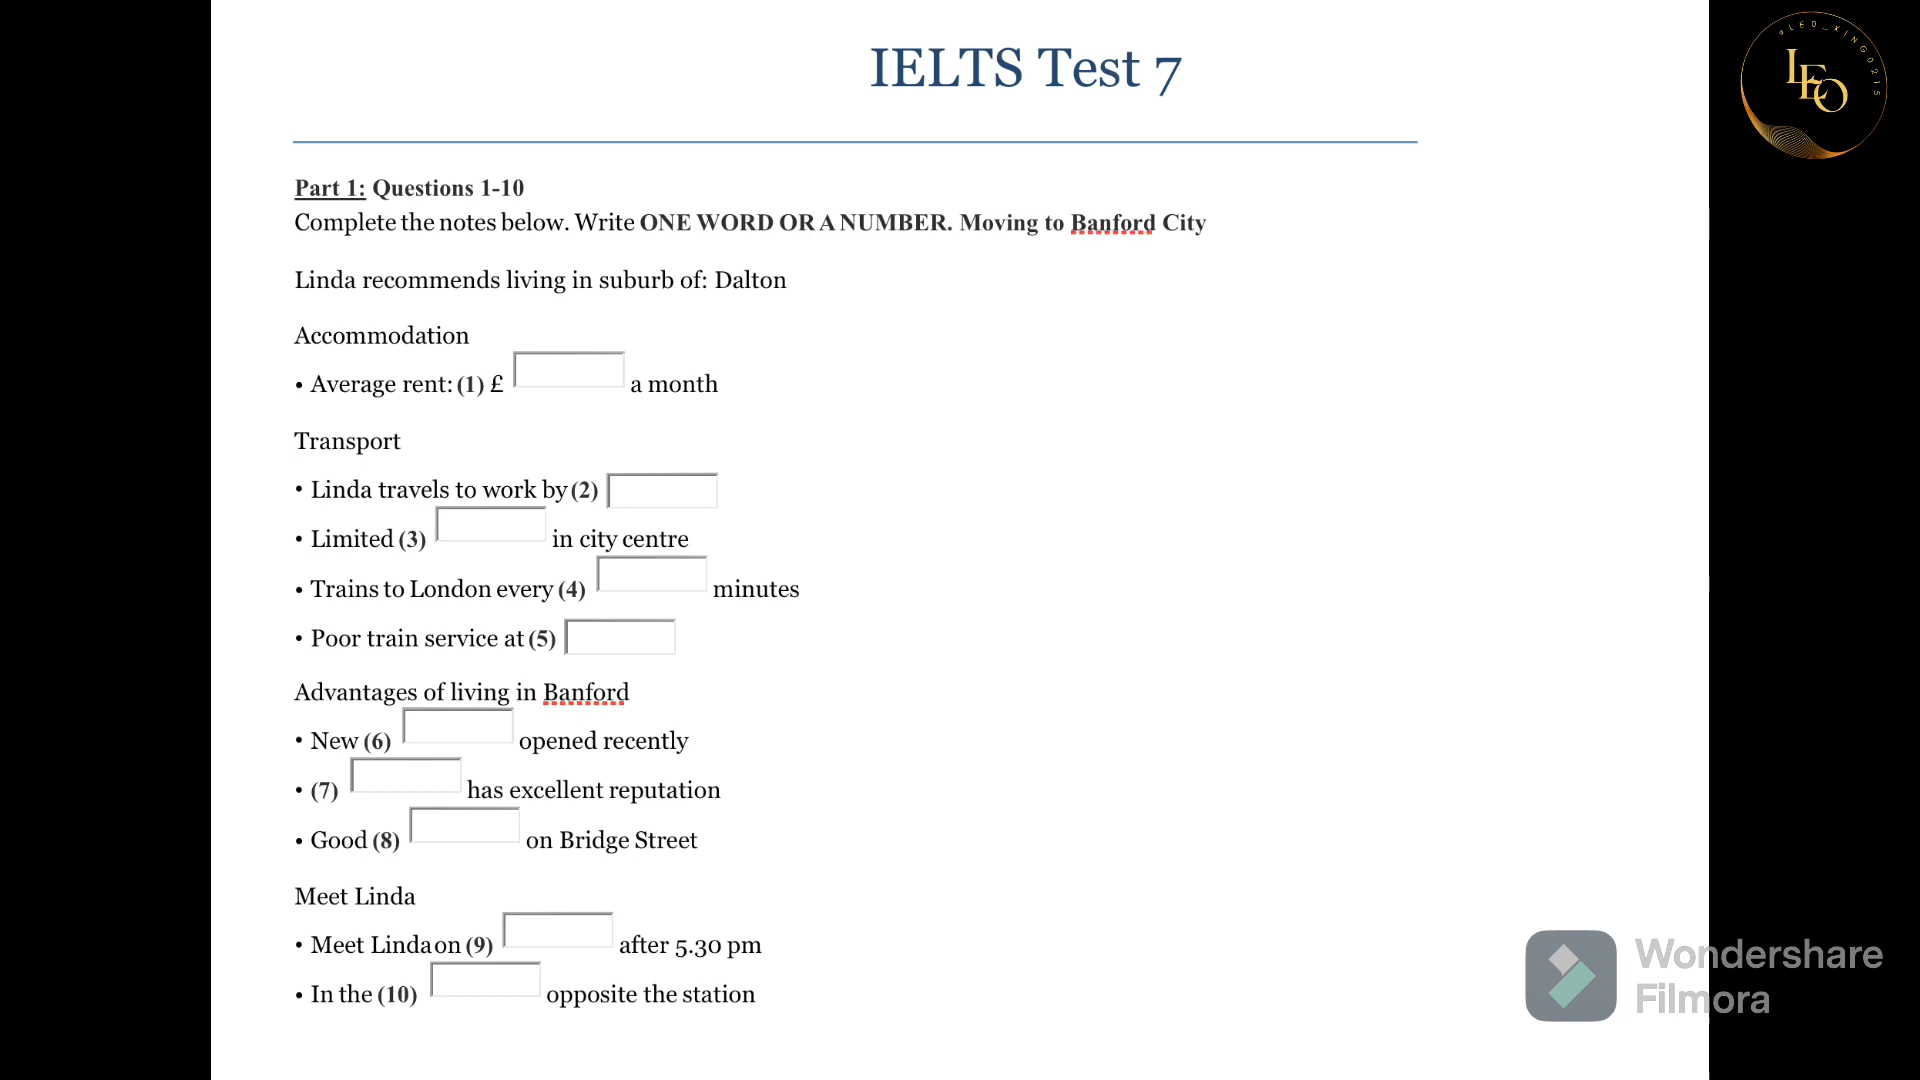 IELTS Test 7
@LEO_KING0215
LEO
Part 1: Questions 1-10
Complete the notes below. Write ONE WORD OR A NUMBER. Moving to Banford City
Linda recommends living in suburb of: Dalton
Accommodation
• Average rent: (1) £ a month
Transport
• Linda travels to work by (2)
• Limited (3) in city centre
• Trains to London every (4) minutes
• Poor train service at (5)
Advantages of living in Banford
• New (6) opened recently
• (7) has excellent reputation
• Good (8) on Bridge Street
Meet Linda
• Meet Linda on (9) after 5.30 pm
• In the (10) opposite the station
Wondershare
Filmora